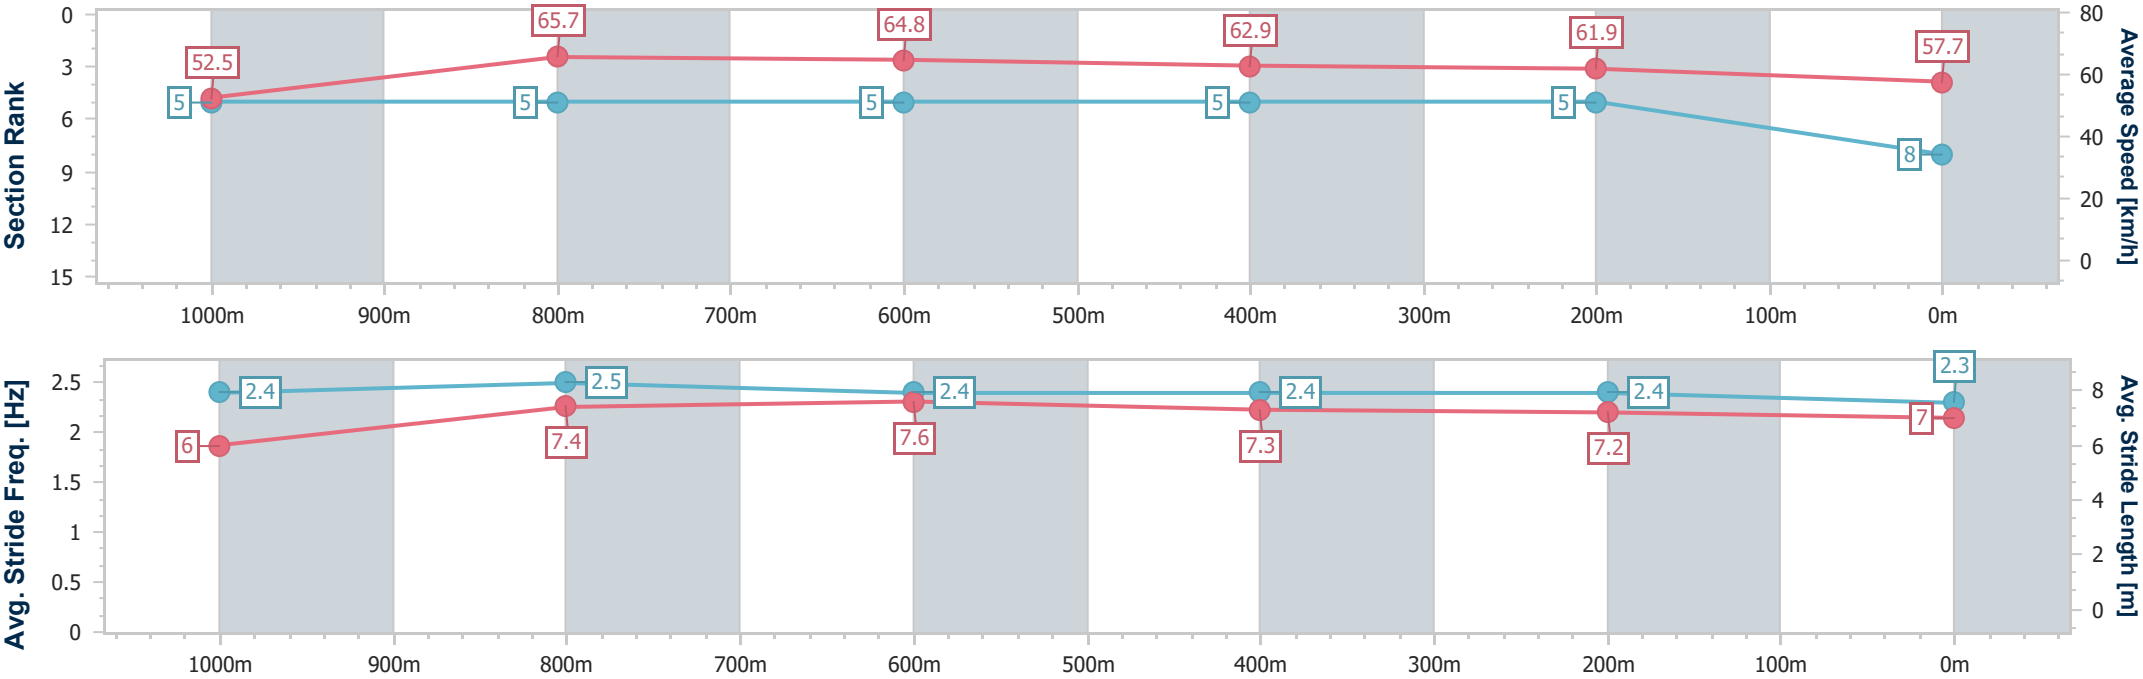 Section Rank
0
3
6
9
12
15
52.5
65.7
64.8
62.9
61.9
57.7
5
5
5
5
5
8
80
60
40
20
0
Average Speed [km/h]
1000m
900m
800m
700m
600m
500m
400m
300m
200m
100m
0m
Avg. Stride Freq. [Hz]
2.5
2
1.5
1
0.5
0
2.4
2.5
2.4
2.4
2.4
2.3
6
7.4
7.6
7.3
7.2
7
8
6
4
2
0
Avg. Stride Length [m]
1000m
900m
800m
700m
600m
500m
400m
300m
200m
100m
0m